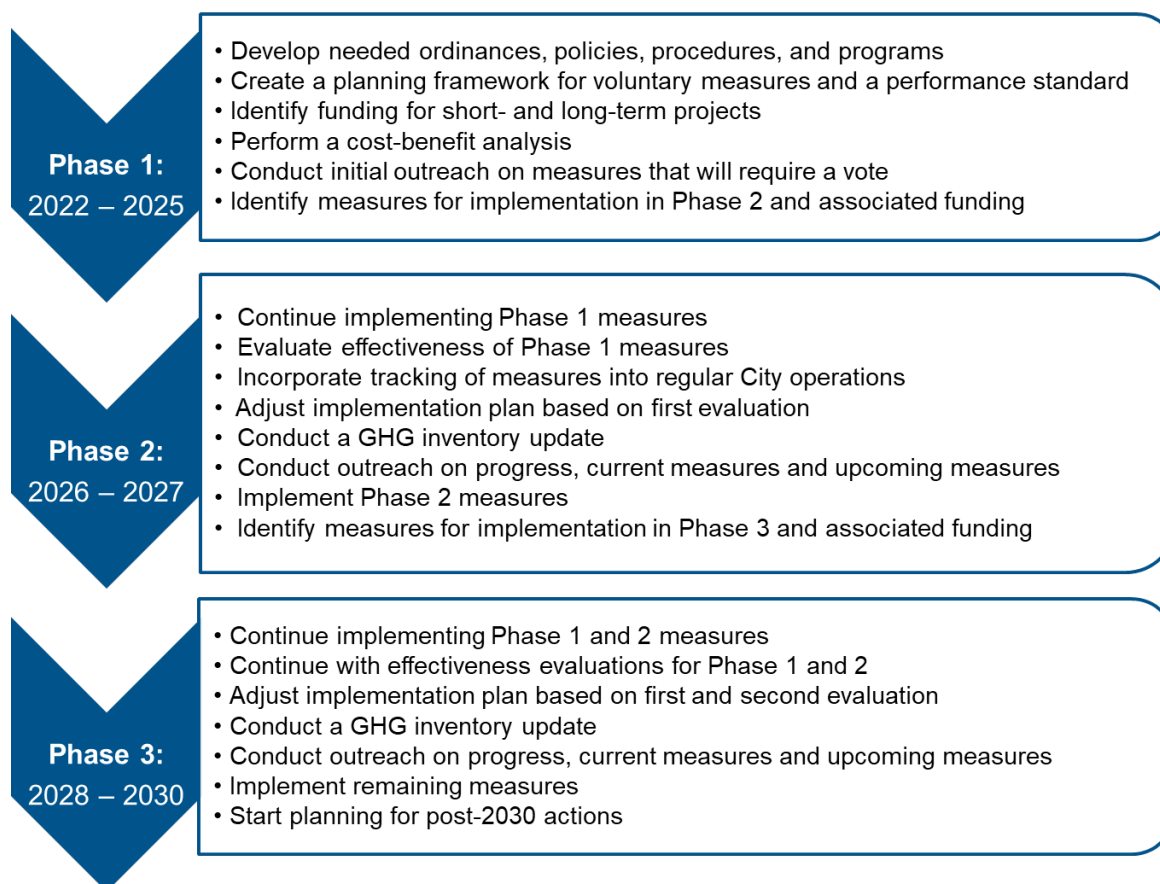 Phase 1:
2022 – 2025
• Develop needed ordinances, policies, procedures, and programs
• Create a planning framework for voluntary measures and a performance standard
• Identify funding for short- and long-term projects
• Perform a cost-benefit analysis
• Conduct initial outreach on measures that will require a vote
• Identify measures for implementation in Phase 2 and associated funding
Phase 2:
2026 – 2027
• Continue implementing Phase 1 measures
• Evaluate effectiveness of Phase 1 measures
• Incorporate tracking of measures into regular City operations
• Adjust implementation plan based on first evaluation
• Conduct a GHG inventory update
• Conduct outreach on progress, current measures and upcoming measures
• Implement Phase 2 measures
• Identify measures for implementation in Phase 3 and associated funding
Phase 3:
2028 – 2030
• Continue implementing Phase 1 and 2 measures
• Continue with effectiveness evaluations for Phase 1 and 2
• Adjust implementation plan based on first and second evaluation
• Conduct a GHG inventory update
• Conduct outreach on progress, current measures and upcoming measures
• Implement remaining measures
• Start planning for post-2030 actions